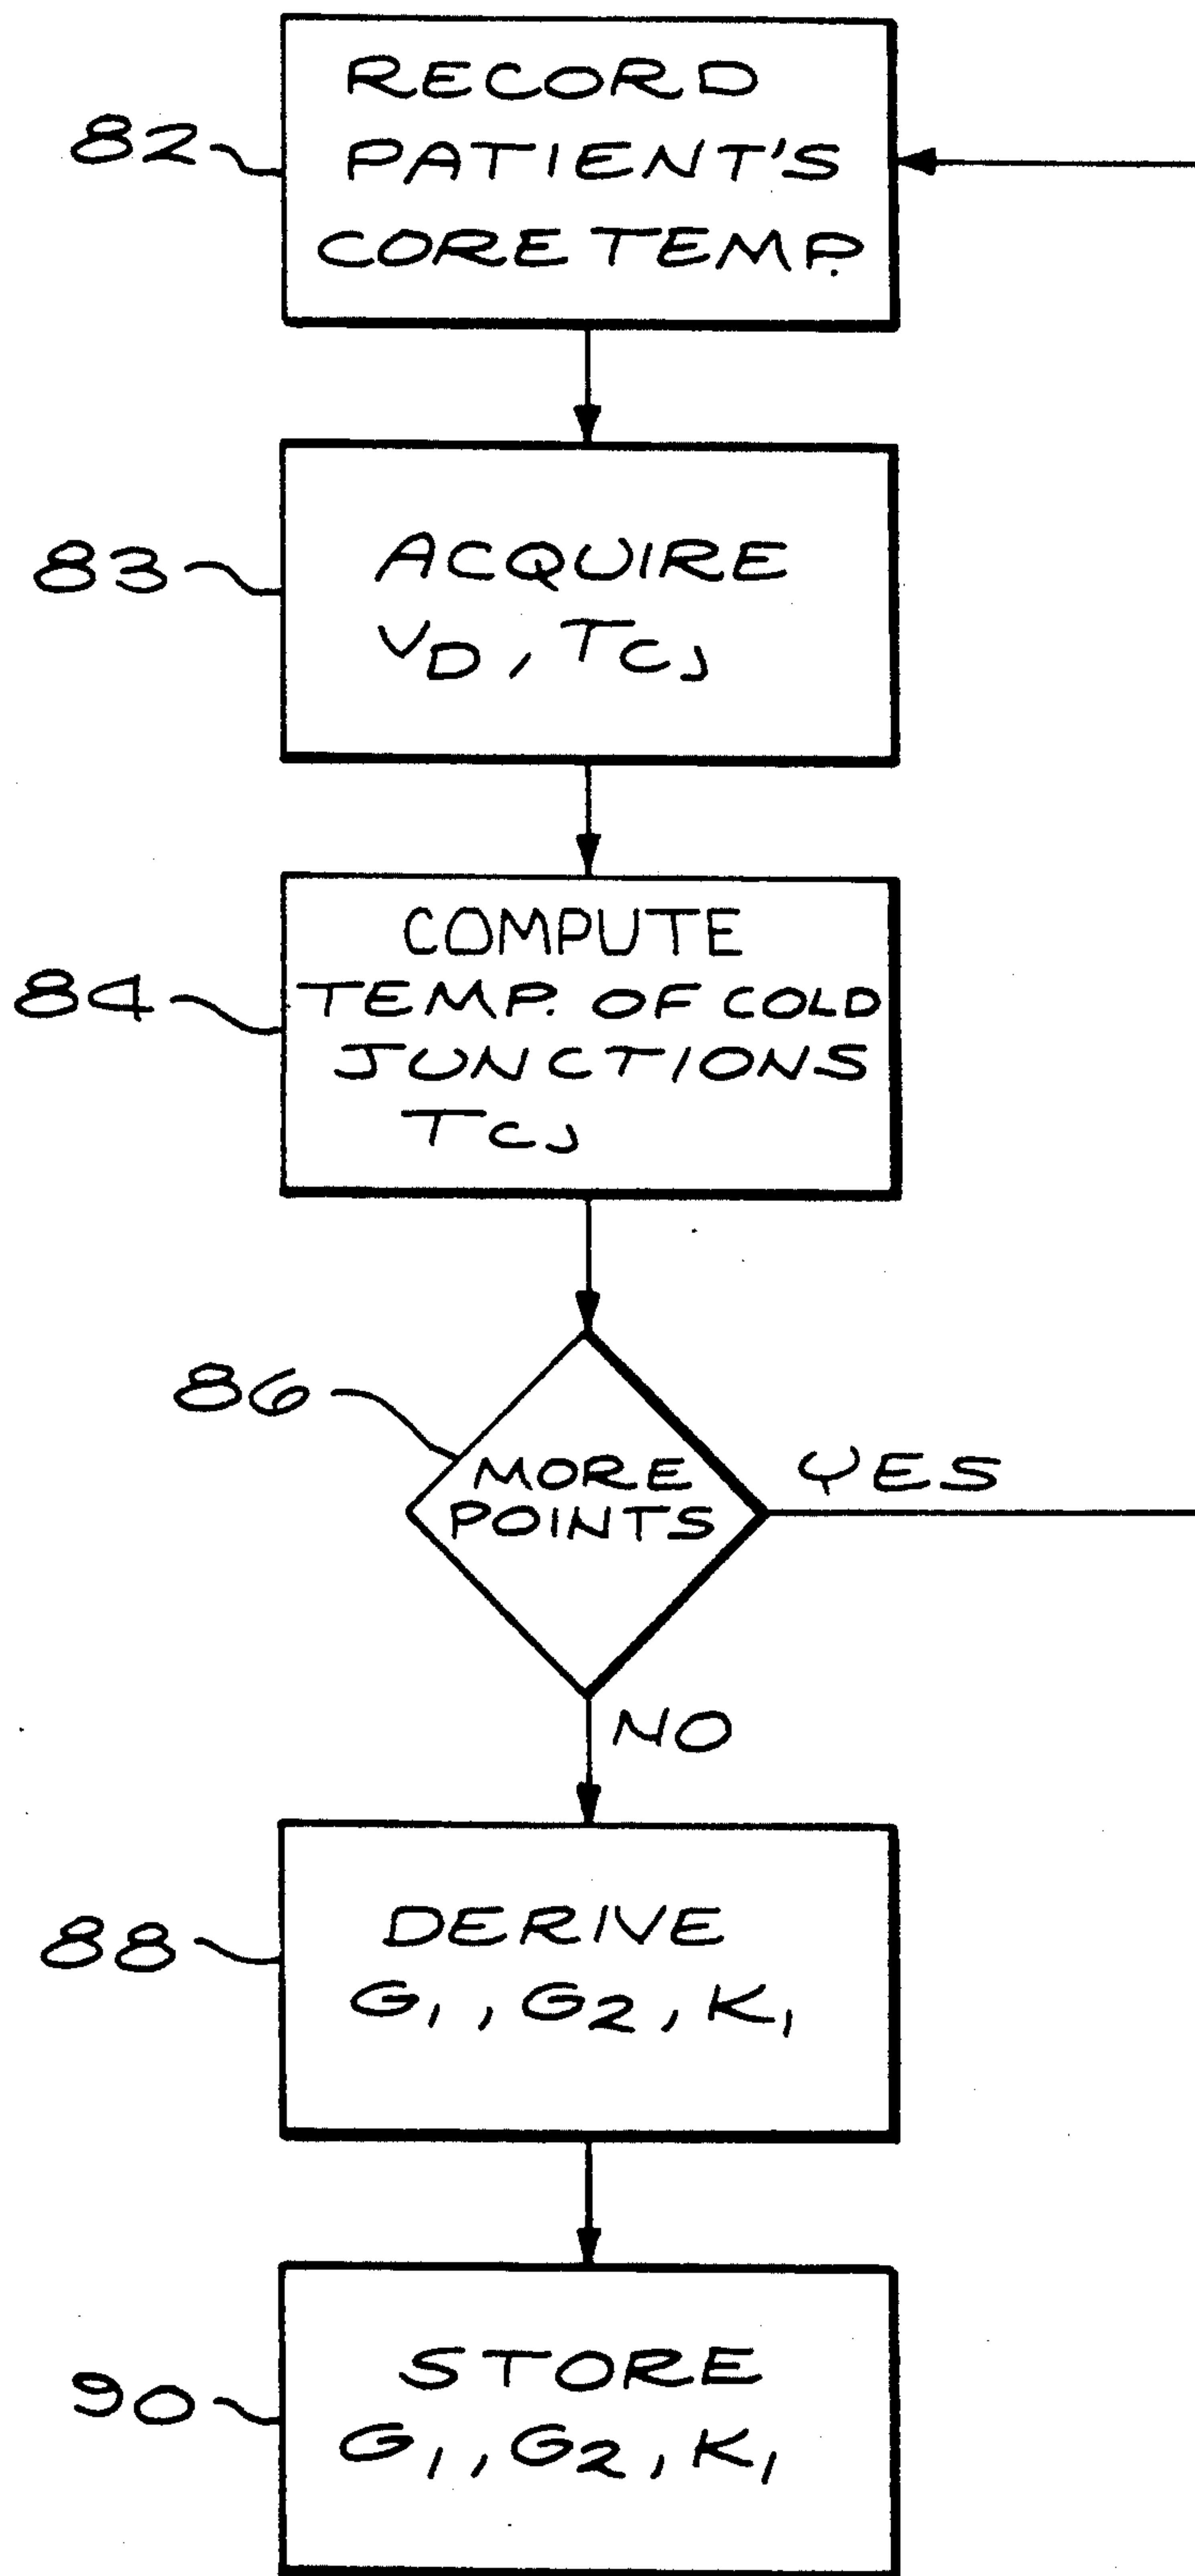 RECORD
82
PATIENT'S
CORE TEMP.
ACQUIRE
83
VD, TCJ
COMPUTE
84
TEMP. OF COLD
JUNCTIONS
TCJ
86
MORE
POINTS
YES
NO
DERIVE
88
G1, G2, K1
STORE
90
G1, G2, K1